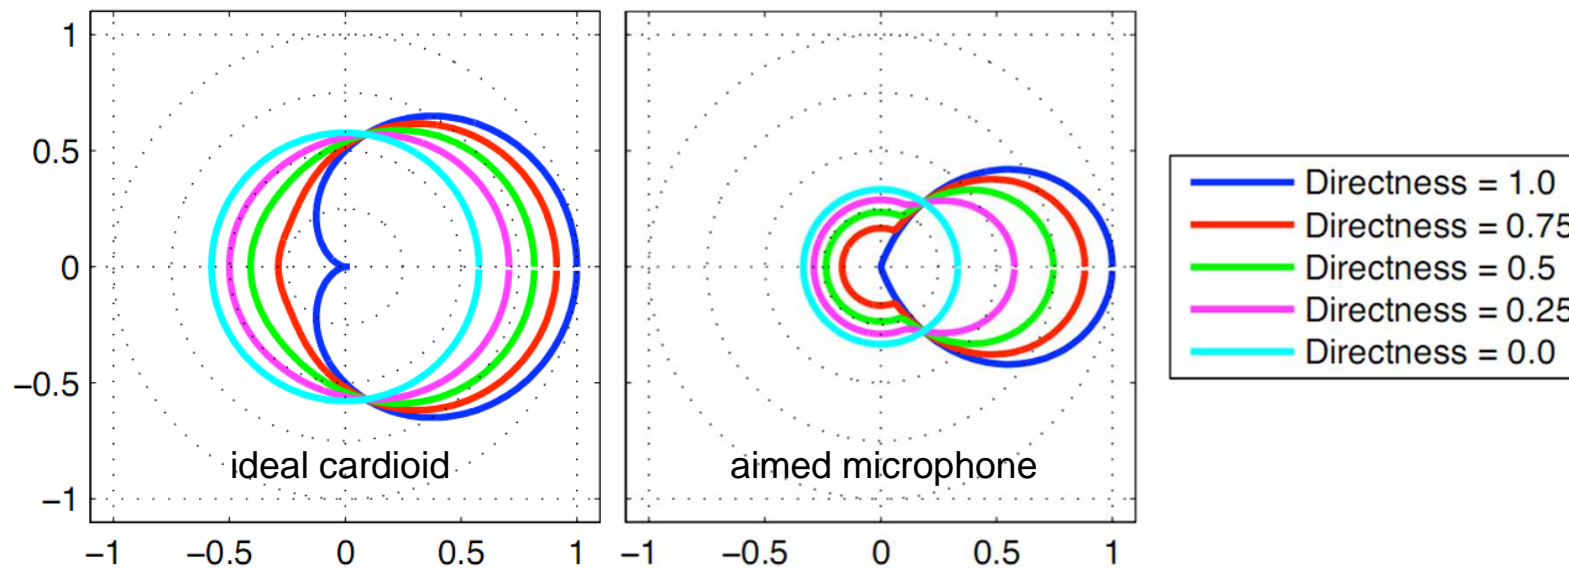 1
0.5
0
−0.5
−1
ideal cardioid
−1 −0.5 0 0.5 1
aimed microphone
−1 −0.5 0 0.5 1
Directness = 1.0
Directness = 0.75
Directness = 0.5
Directness = 0.25
Directness = 0.0